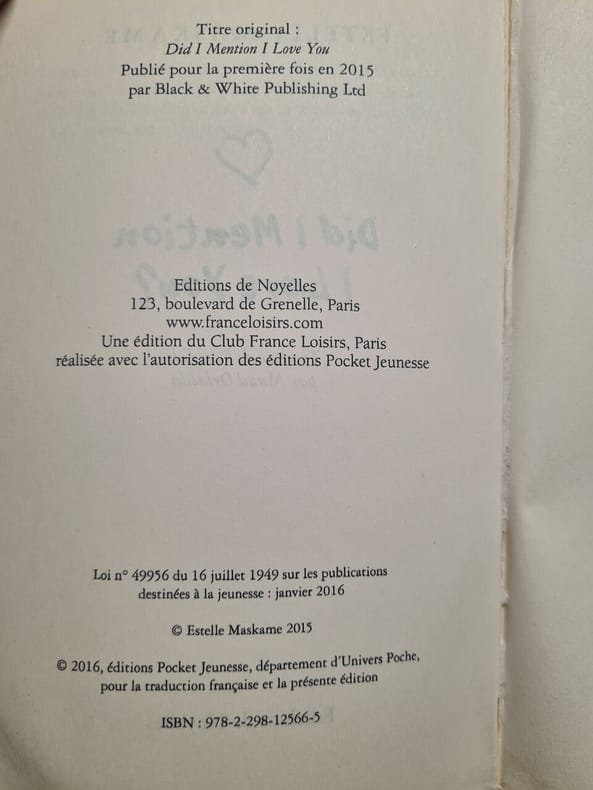 Titre original :
Did I Mention I Love You
Publié pour la première fois en 2015
par Black & White Publishing Ltd
Did I Mention
Editions de Noyelles
123, boulevard de Grenelle, Paris
www.franceloisirs.com
Une édition du Club France Loisirs, Paris
réalisée avec l'autorisation des éditions Pocket Jeunesse
Loi n° 49956 du 16 juillet 1949 sur les publications
destinées à la jeunesse : janvier 2016
© Estelle Maskame 2015
© 2016, éditions Pocket Jeunesse, département d'Univers Poche,
pour la traduction française et la présente édition
ISBN : 978-2-298-12566-5